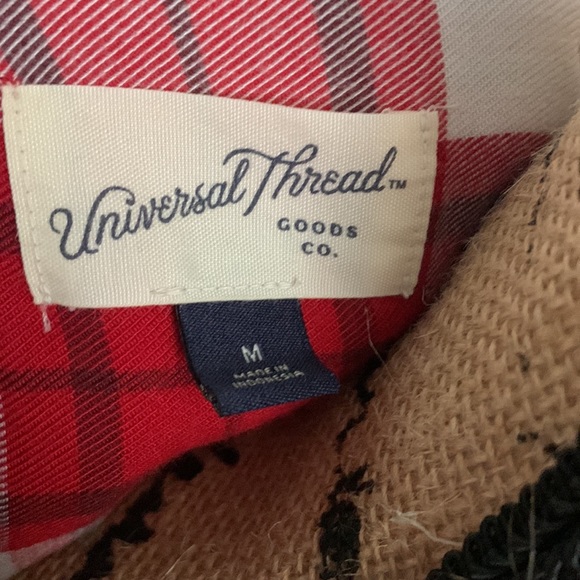 Universal Thread™
GOODS
CO.
M
MADE IN
INDONESIA